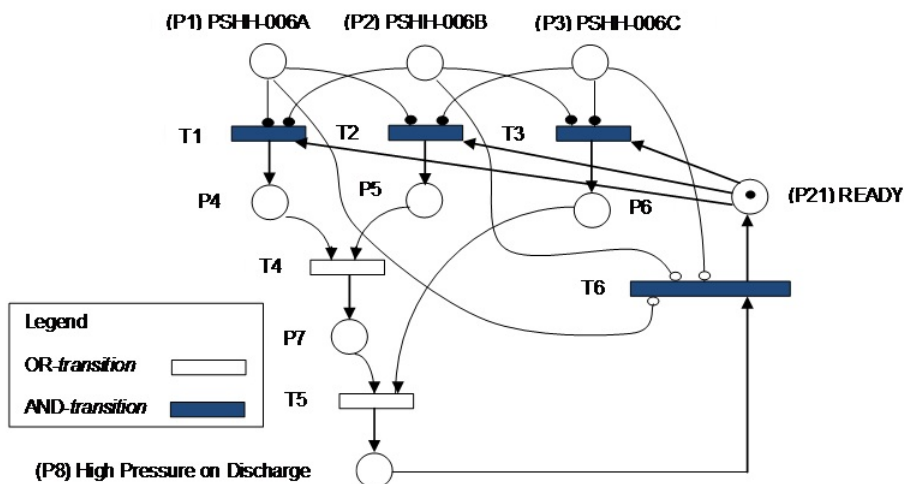 (P1) PSHH-006A
(P2) PSHH-006B
(P3) PSHH-006C
T1
T2
T3
P4
P5
P6
(P21) READY
T4
T6
Legend
OR-transition
AND-transition
P7
T5
(P8) High Pressure on Discharge